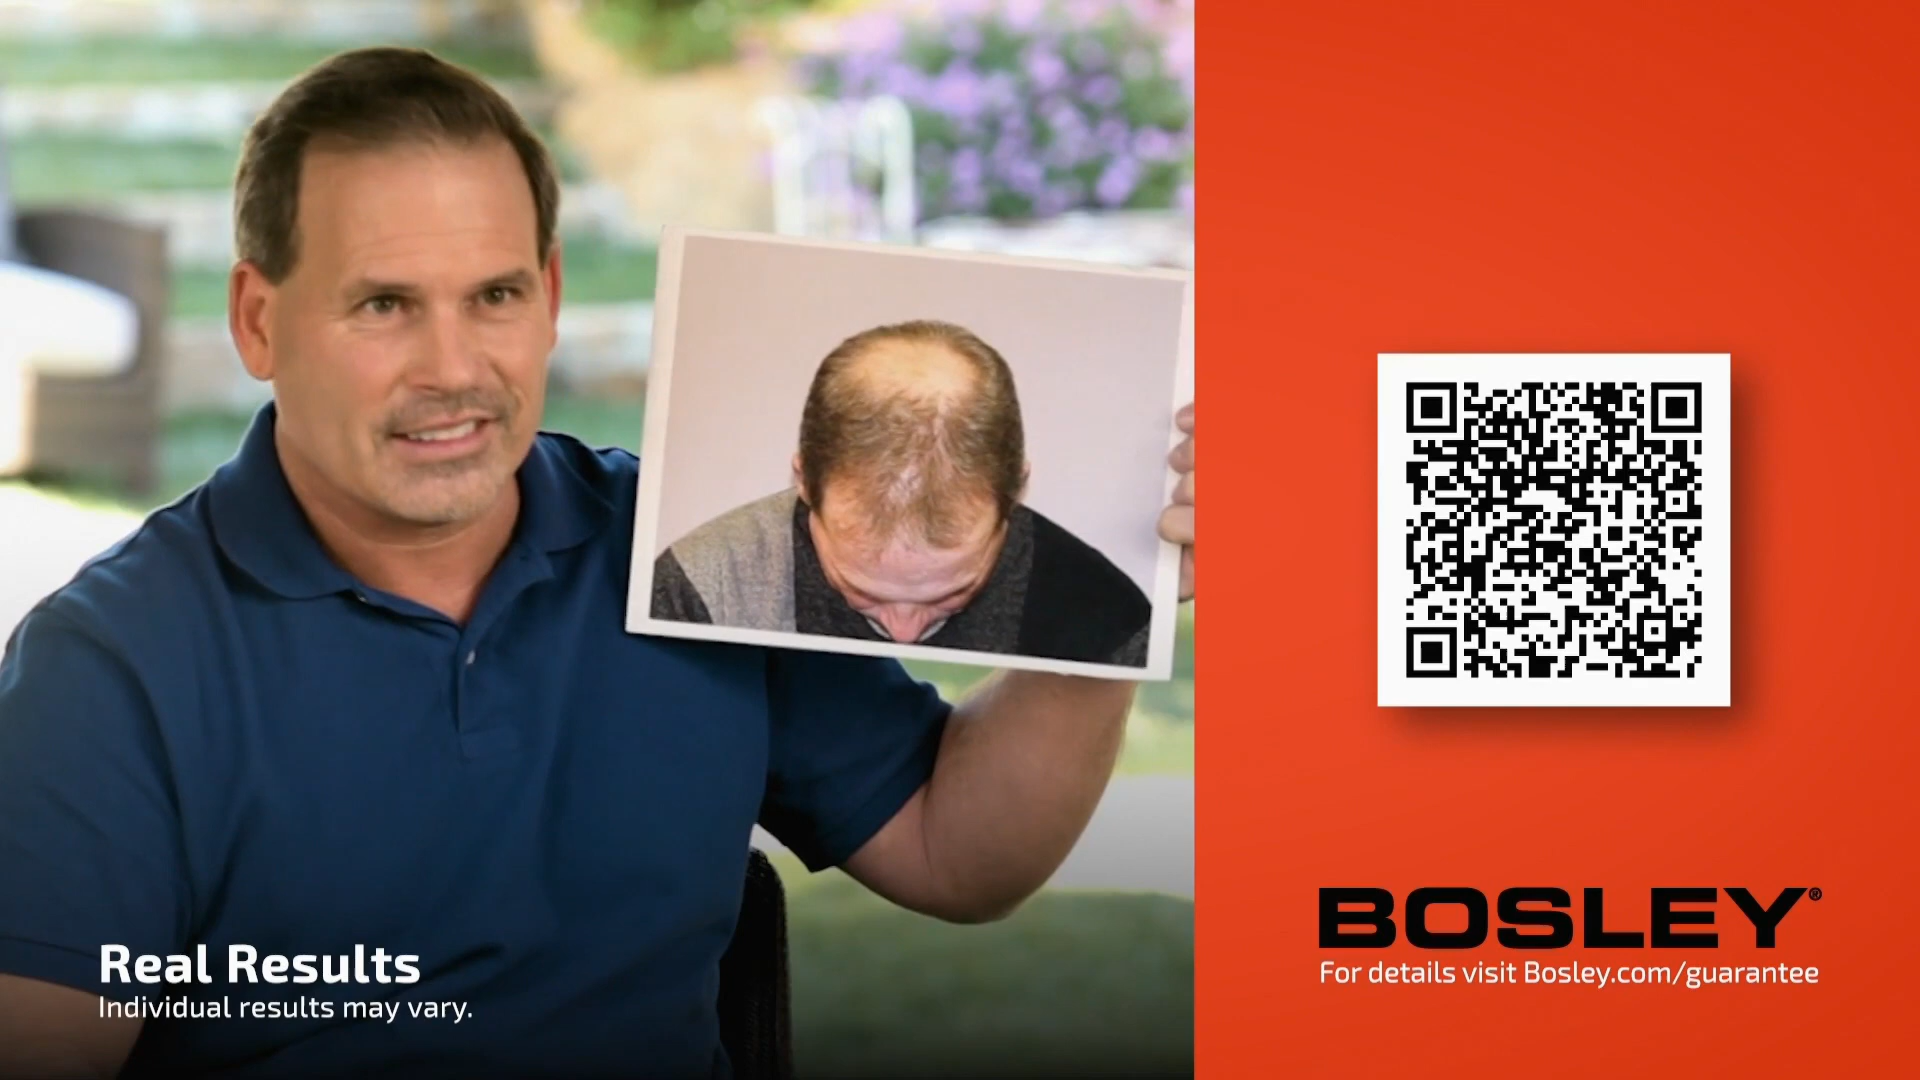 Real Results
Individual results may vary.
BOSLEY®
For details visit Bosley.com/guarantee